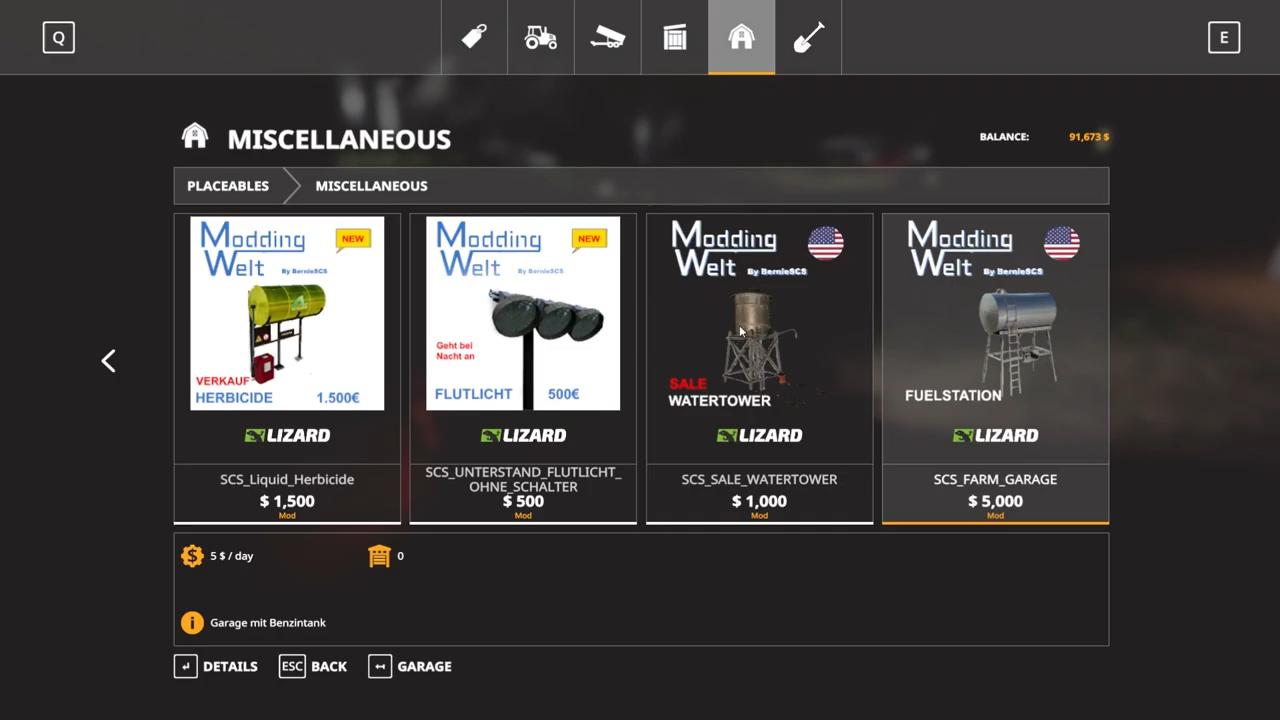 Q
E
MISCELLANEOUS
BALANCE: 91,673 $
PLACEABLES MISCELLANEOUS
Modding
Welt By BernieSCS
NEW
VERKAUF
HERBICIDE 1.500€
LIZARD
SCS_Liquid_Herbicide
$ 1,500
Mod
Modding
Welt By BernieSCS
NEW
Geht bei
Nacht an
FLUTLICHT 500€
LIZARD
SCS_UNTERSTAND_FLUTLICHT_
OHNE_SCHALTER
$ 500
Mod
Modding
Welt By BernieSCS
SALE
WATERTOWER
LIZARD
SCS_SALE_WATERTOWER
$ 1,000
Mod
Modding
Welt By BernieSCS
FUELSTATION
LIZARD
SCS_FARM_GARAGE
$ 5,000
Mod
5 $ / day 0
Garage mit Benzintank
DETAILS ESC BACK GARAGE